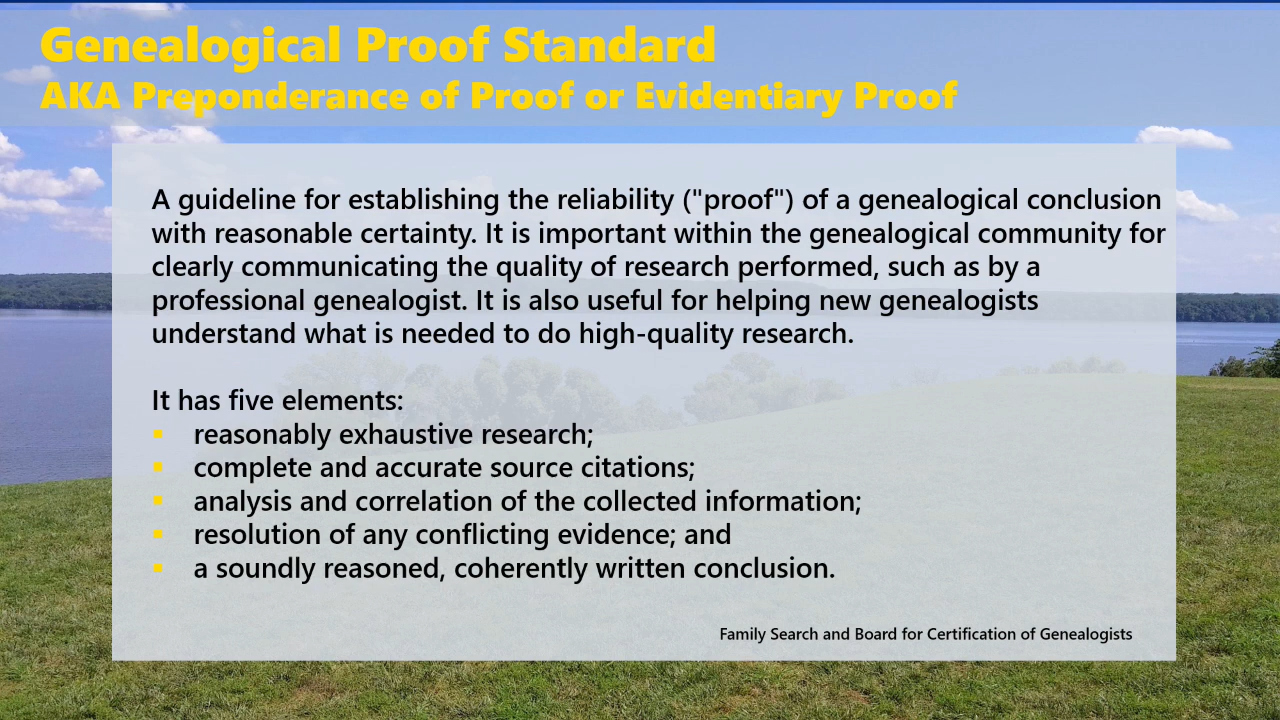 Genealogical Proof Standard
AKA Preponderance of Proof or Evidentiary Proof
A guideline for establishing the reliability ("proof") of a genealogical conclusion
with reasonable certainty. It is important within the genealogical community for
clearly communicating the quality of research performed, such as by a
professional genealogist. It is also useful for helping new genealogists
understand what is needed to do high-quality research.
It has five elements:
▪ reasonably exhaustive research;
▪ complete and accurate source citations;
▪ analysis and correlation of the collected information;
▪ resolution of any conflicting evidence; and
▪ a soundly reasoned, coherently written conclusion.
Family Search and Board for Certification of Genealogists